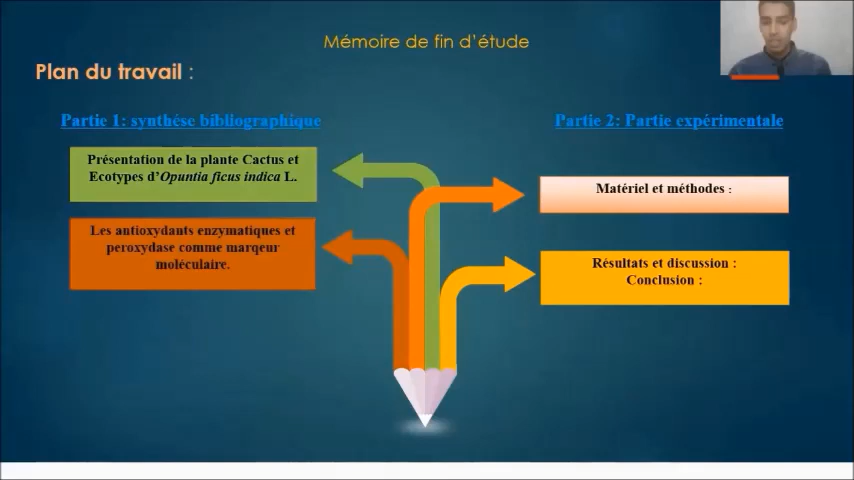 Mémoire de fin d'étude
Plan du travail :
Partie 1: synthése bibliographique
Présentation de la plante Cactus et
Ecotypes d'Opuntia ficus indica L.
Les antioxydants enzymatiques et
peroxydase comme marqeur
moléculaire.
Partie 2: Partie expérimentale
Matériel et méthodes :
Résultats et discussion :
Conclusion :